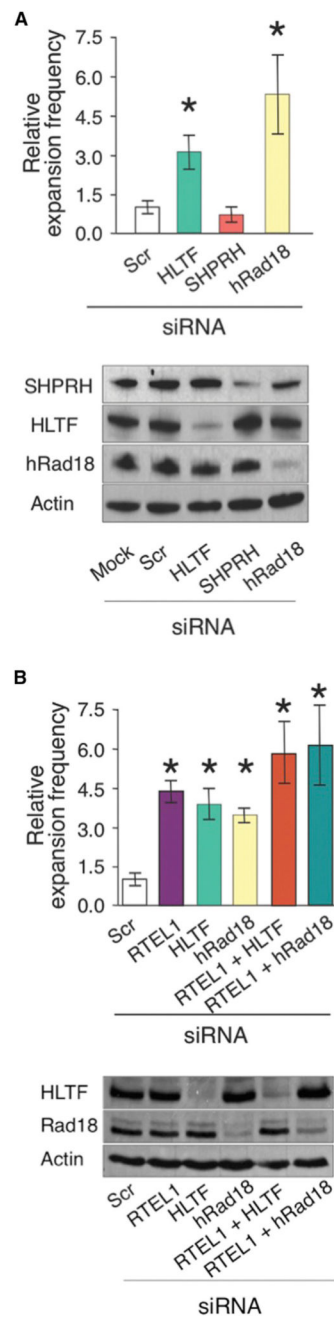 A
Relative
expansion frequency
7.5
6.0
4.5
3.0
1.5
0.0
*
*
Scr
HLTF
SHPRH
hRad18
siRNA
SHPRH
HLTF
hRad18
Actin
Mock
Scr
HLTF
SHPRH
hRad18
siRNA
B
Relative
expansion frequency
7.5
6.0
4.5
3.0
1.5
0.0
*
*
*
*
*
Scr
RTEL1
HLTF
hRad18
RTEL1 + HLTF
RTEL1 + hRad18
siRNA
HLTF
Rad18
Actin
Scr
RTEL1
HLTF
hRad18
RTEL1 + HLTF
RTEL1 + hRad18
siRNA